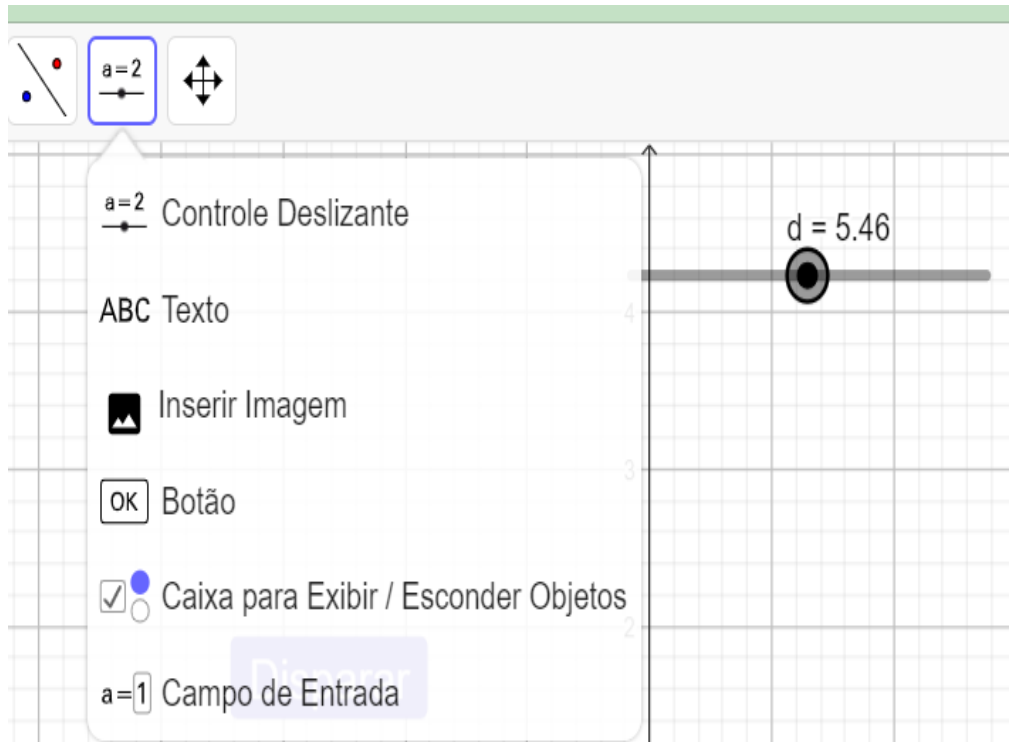 a=2
a=2 Controle Deslizante
d = 5.46
ABC Texto
4
Inserir Imagem
3
OK Botão
Caixa para Exibir / Esconder Objetos
2
Disparar
a=1 Campo de Entrada